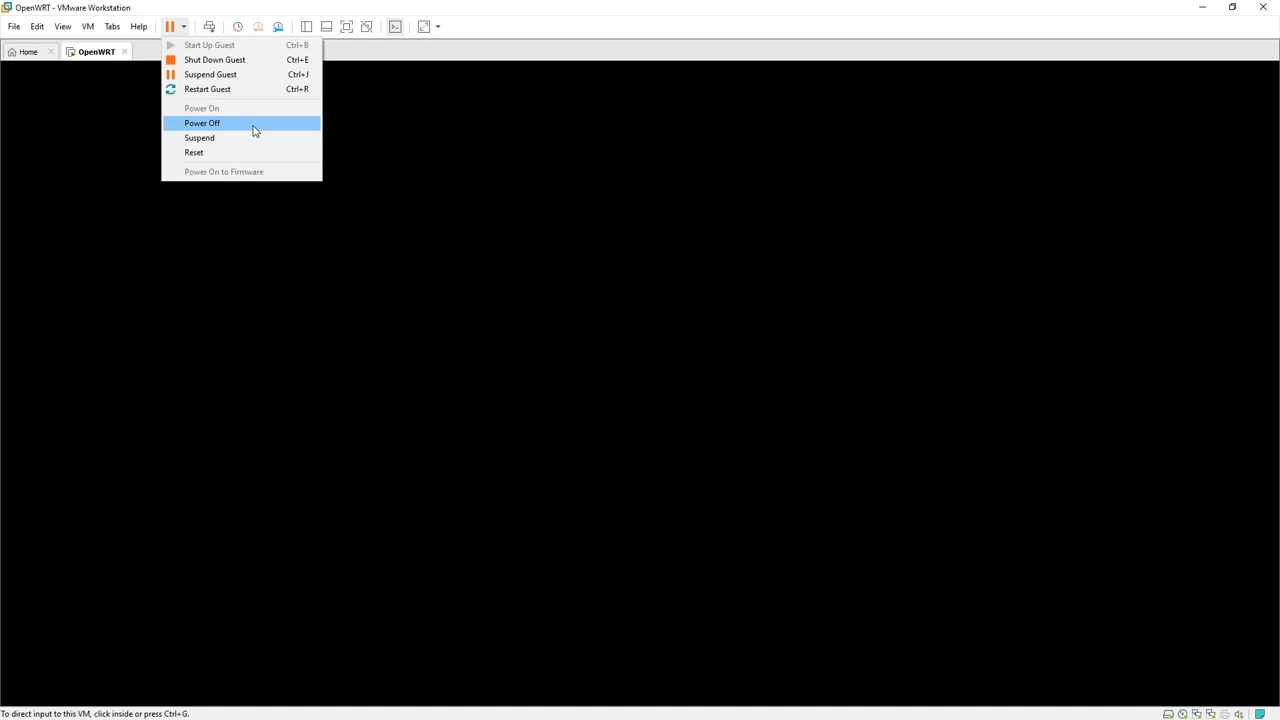 OpenWRT - VMware Workstation
File Edit View VM Tabs Help
Home OpenWRT
Start Up Guest Ctrl+B
Shut Down Guest Ctrl+E
Suspend Guest Ctrl+J
Restart Guest Ctrl+R
Power On
Power Off
Suspend
Reset
Power On to Firmware
To direct input to this VM, click inside or press Ctrl+G.